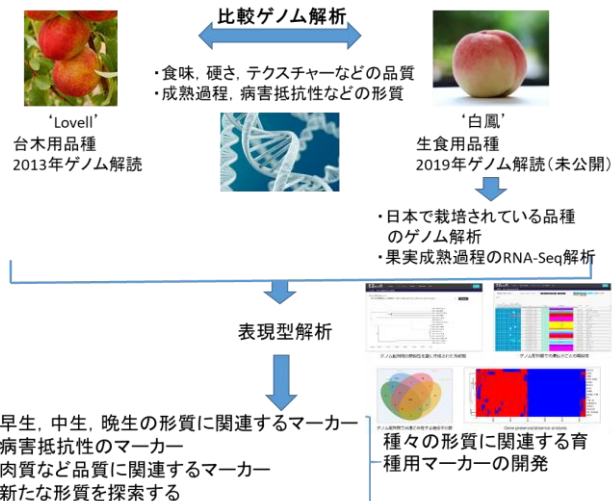 比較ゲノム解析
・食味，硬さ，テクスチャーなどの品質
・成熟過程，病害抵抗性などの形質
‘Lovell’
台木用品種
2013年ゲノム解読
‘白鳳’
生食用品種
2019年ゲノム解読（未公開）
・日本で栽培されている品種
のゲノム解析
・果実成熟過程のRNA-Seq解析
表現型解析
早生，中生，晩生の形質に関連するマーカー
病害抵抗性のマーカー
肉質など品質に関連するマーカー
新たな形質を探索する
種々の形質に関連する育
種用マーカーの開発